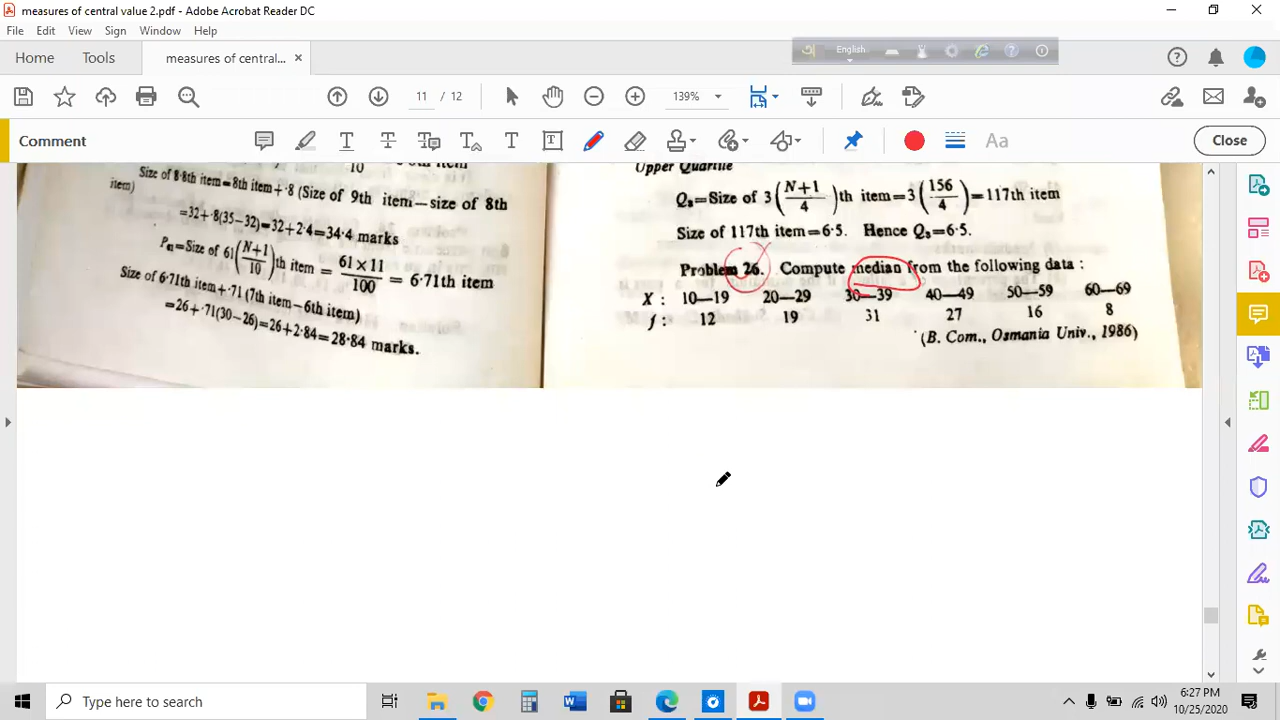 measures of central value 2.pdf - Adobe Acrobat Reader DC
File Edit View Sign Window Help
Home Tools measures of central... ×
English
11 / 12 139%
Comment
Close
10
Size of 8·8th item=8th item+·8 (Size of 9th item—size of 8th
item)
=32+·8(35—32)=32+2·4=34·4 marks
P61=Size of 61(N+1/10)th item = 61×11/100 = 6·71th item
Size of 6·71th item+·71 (7th item—6th item)
=26+·71(30—26)=26+2·84=28·84 marks.
Upper Quartile
Q3=Size of 3(N+1/4)th item=3(156/4)=117th item
Size of 117th item=6·5. Hence Q3=6·5.
Problem 26. Compute median from the following data :
X : 10—19 20—29 30—39 40—49 50—59 60—69
f : 12 19 31 27 16 8
(B. Com., Osmania Univ., 1986)
Type here to search
6:27 PM
10/25/2020